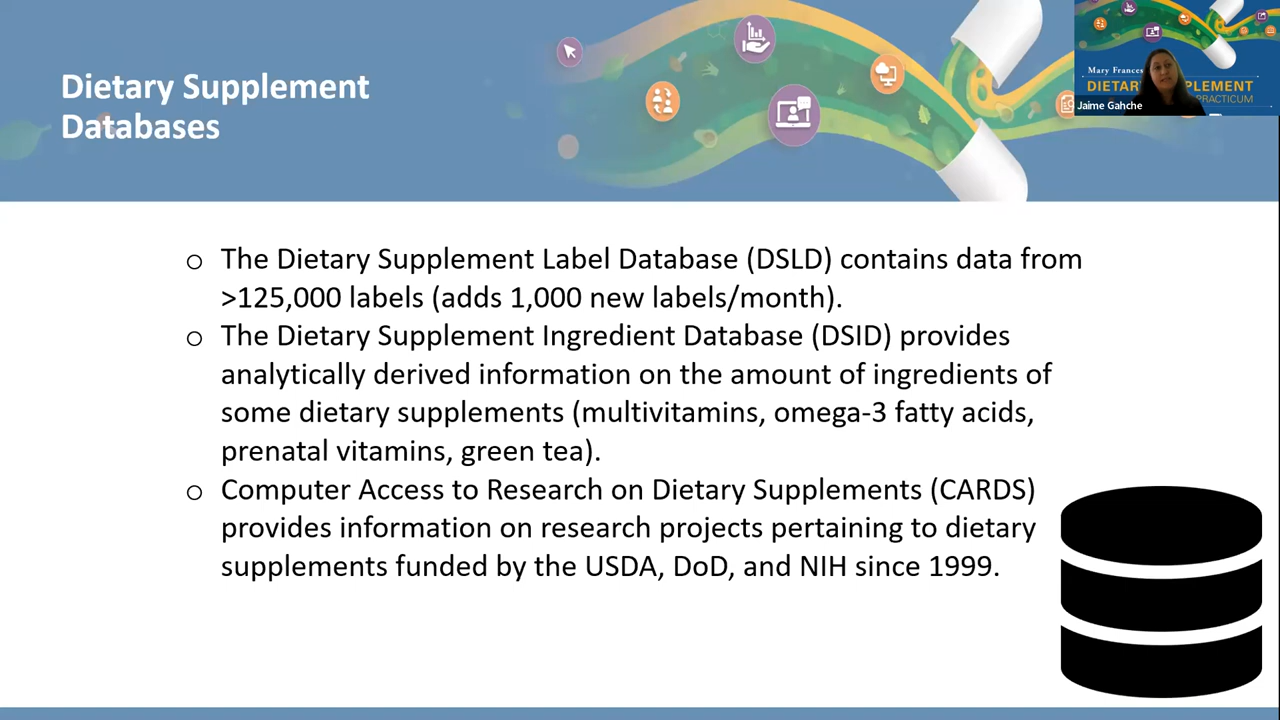 Dietary Supplement
Databases
Mary Frances
DIETAR
PLEMENT
PRACTICUM
Jaime Gahche
○ The Dietary Supplement Label Database (DSLD) contains data from
>125,000 labels (adds 1,000 new labels/month).
○ The Dietary Supplement Ingredient Database (DSID) provides
analytically derived information on the amount of ingredients of
some dietary supplements (multivitamins, omega-3 fatty acids,
prenatal vitamins, green tea).
○ Computer Access to Research on Dietary Supplements (CARDS)
provides information on research projects pertaining to dietary
supplements funded by the USDA, DoD, and NIH since 1999.